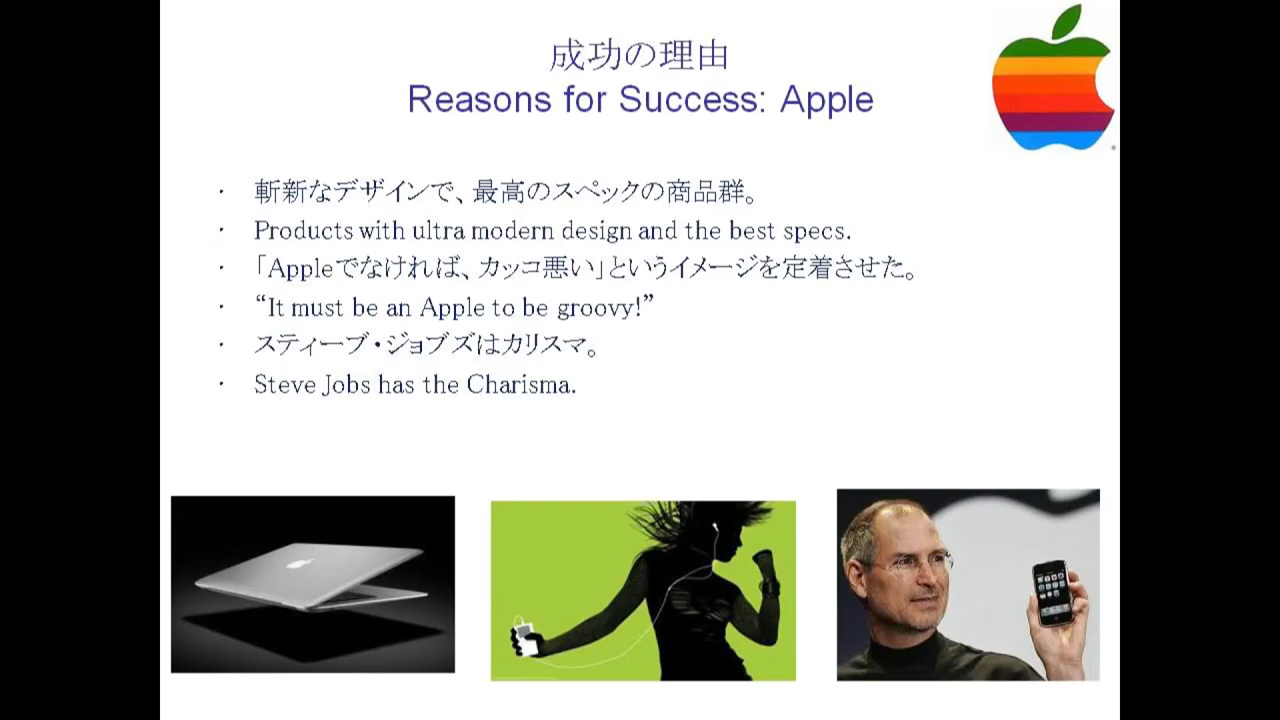 成功の理由
Reasons for Success: Apple
・ 斬新なデザインで、最高のスペックの商品群。
・ Products with ultra modern design and the best specs.
・ 「Appleでなければ、カッコ悪い」というイメージを定着させた。
・ “It must be an Apple to be groovy!”
・ スティーブ・ジョブズはカリスマ。
・ Steve Jobs has the Charisma.